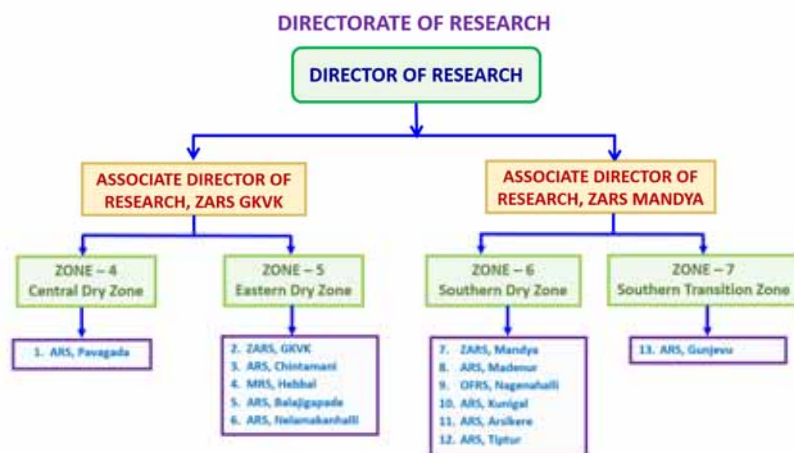 DIRECTORATE OF RESEARCH
DIRECTOR OF RESEARCH
ASSOCIATE DIRECTOR OF
RESEARCH, ZARS GKVK
ASSOCIATE DIRECTOR OF
RESEARCH, ZARS MANDYA
ZONE – 4
Central Dry Zone
ZONE – 5
Eastern Dry Zone
ZONE – 6
Southern Dry Zone
ZONE – 7
Southern Transition Zone
1. ARS, Pavagada
2. ZARS, GKVK
3. ARS, Chintamani
4. MRS, Hebbal
5. ARS, Balajigapade
6. ARS, Nelamakanhalli
7. ZARS, Mandya
8. ARS, Madenur
9. OFRS, Nagenahalli
10. ARS, Kunigal
11. ARS, Arsikere
12. ARS, Tiptur
13. ARS, Gunjevu